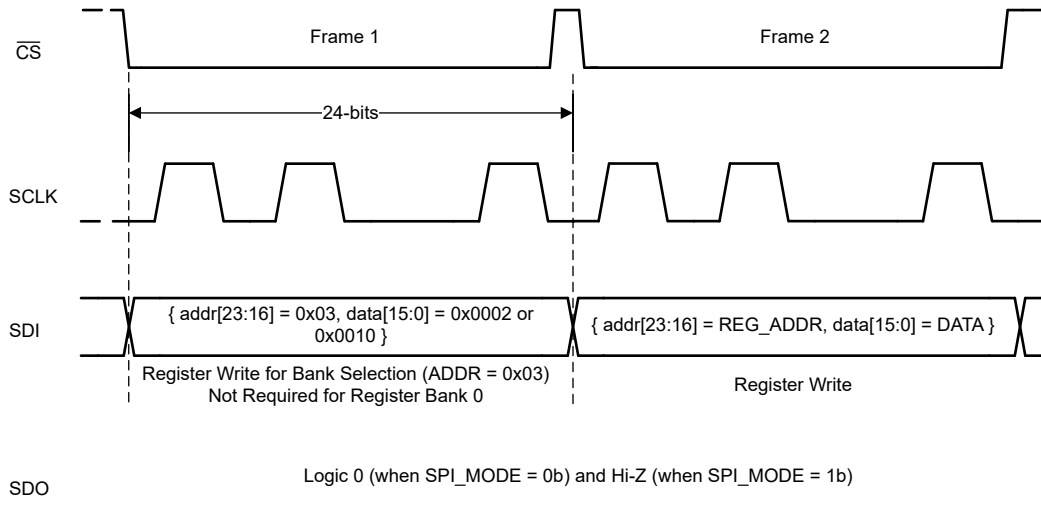 CS
Frame 1
Frame 2
24-bits
SCLK
SDI
{ addr[23:16] = 0x03, data[15:0] = 0x0002 or
0x0010 }
{ addr[23:16] = REG_ADDR, data[15:0] = DATA }
Register Write for Bank Selection (ADDR = 0x03)
Not Required for Register Bank 0
Register Write
SDO
Logic 0 (when SPI_MODE = 0b) and Hi-Z (when SPI_MODE = 1b)